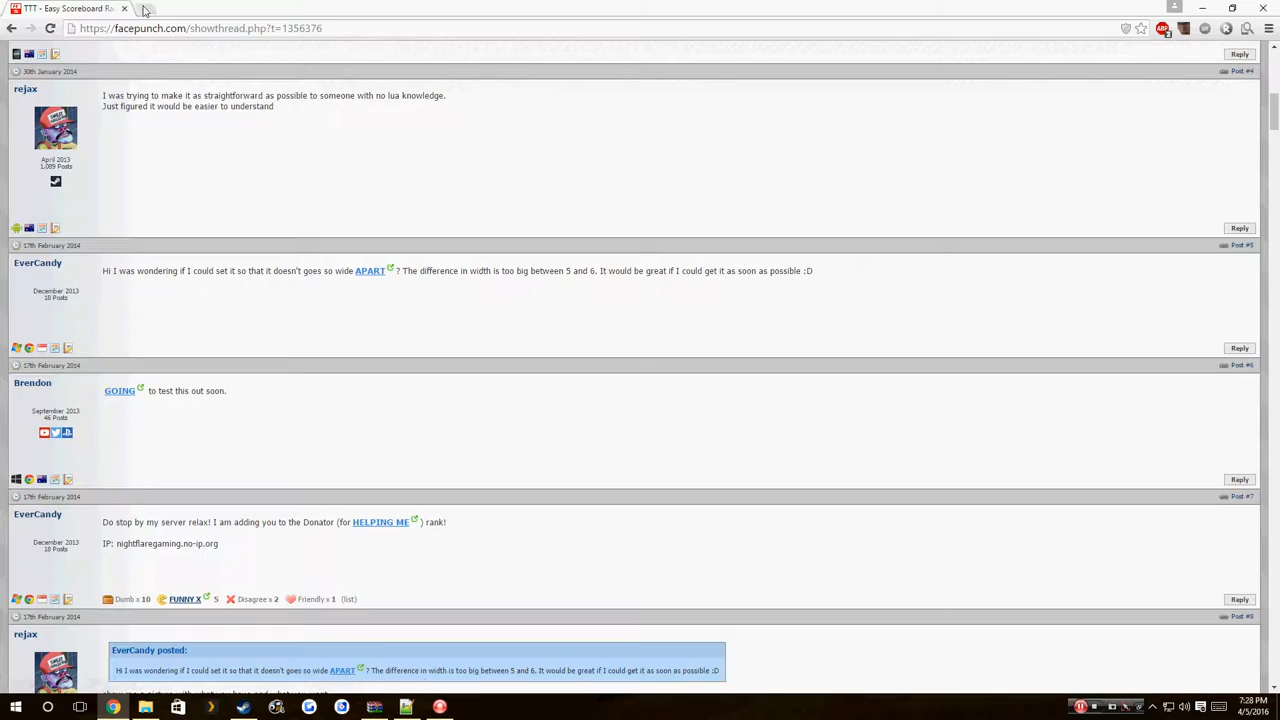 TTT - Easy Scoreboard Ra
https://facepunch.com/showthread.php?t=1356375
Reply
30th January 2014
Post #4
rejax
I was trying to make it as straightforward as possible to someone with no lua knowledge.
Just figured it would be easier to understand
April 2013
1,089 Posts
Reply
17th February 2014
Post #5
EverCandy
Hi I was wondering if I could set it so that it doesn't goes so wide APART ? The difference in width is too big between 5 and 6. It would be great if I could get it as soon as possible :D
December 2013
18 Posts
Reply
17th February 2014
Post #6
Brendon
GOING to test this out soon.
September 2013
46 Posts
Reply
17th February 2014
Post #7
EverCandy
Do stop by my server relax! I am adding you to the Donator (for HELPING ME ) rank!
December 2013
18 Posts
IP: nightflaregaming.no-ip.org
Dumb x 10 FUNNY X 5 Disagree x 2 Friendly x 1 (list)
Reply
17th February 2014
Post #8
rejax
EverCandy posted:
Hi I was wondering if I could set it so that it doesn't goes so wide APART ? The difference in width is too big between 5 and 6. It would be great if I could get it as soon as possible :D
7:28 PM
4/5/2016